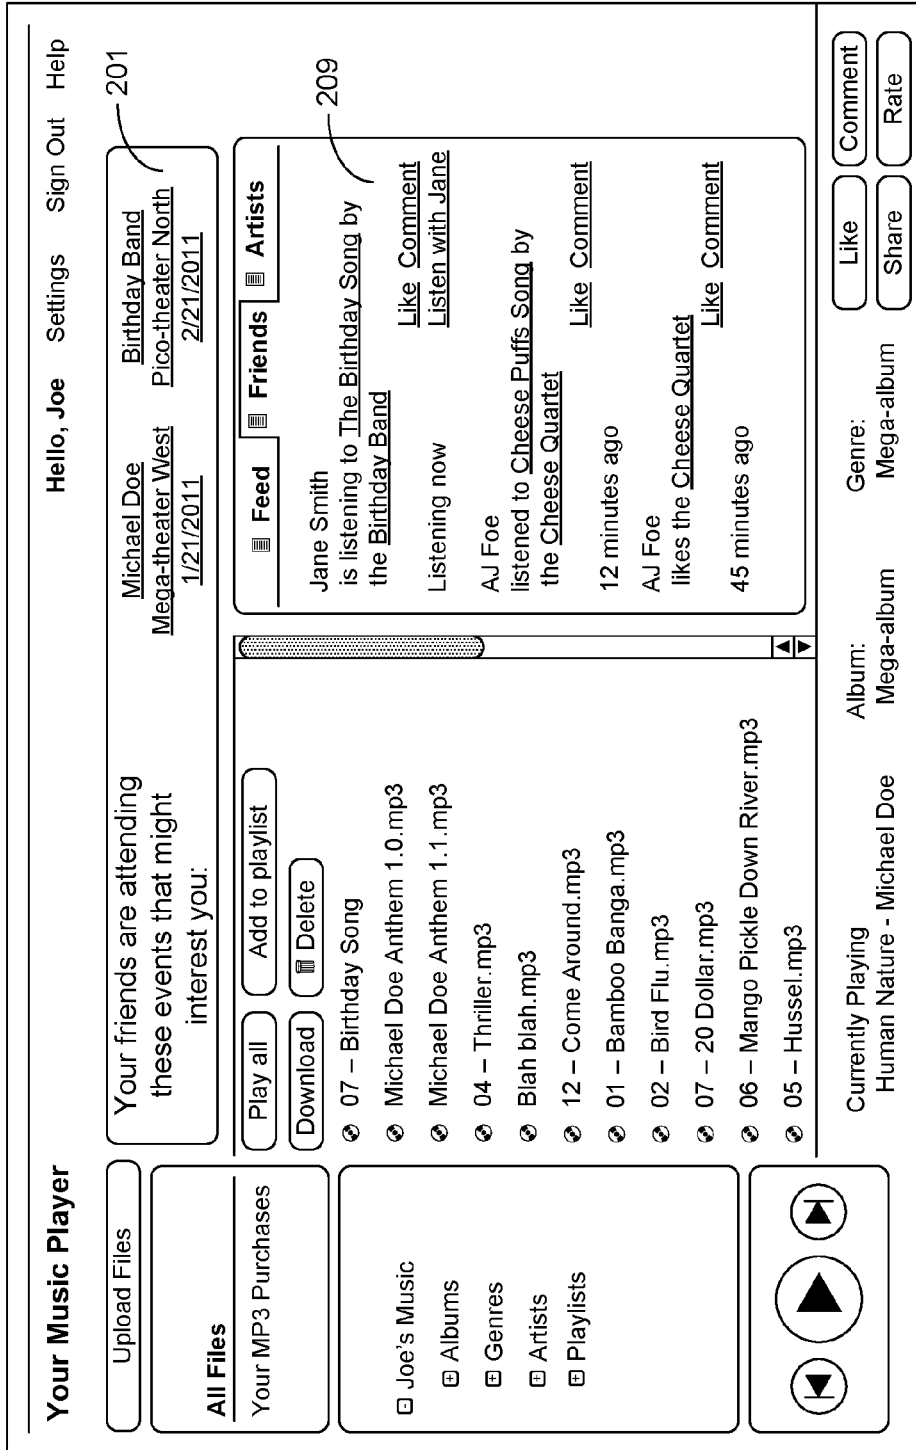 Your Music Player
Hello, Joe Settings Sign Out Help
Upload Files
Your friends are attending
these events that might
interest you:
Michael Doe
Mega-theater West
1/21/2011
Birthday Band
Pico-theater North
2/21/2011
201
All Files
Your MP3 Purchases
Joe's Music
Albums
Genres
Artists
Playlists
Play all Add to playlist
Download Delete
07 – Birthday Song
Michael Doe Anthem 1.0.mp3
Michael Doe Anthem 1.1.mp3
04 – Thriller.mp3
Blah blah.mp3
12 – Come Around.mp3
01 – Bamboo Banga.mp3
02 – Bird Flu.mp3
07 – 20 Dollar.mp3
06 – Mango Pickle Down River.mp3
05 – Hussel.mp3
Feed Friends Artists
209
Jane Smith
is listening to The Birthday Song by
the Birthday Band
Like Comment
Listening now Listen with Jane
AJ Foe
listened to Cheese Puffs Song by
the Cheese Quartet
Like Comment
12 minutes ago
AJ Foe
likes the Cheese Quartet
Like Comment
45 minutes ago
Currently Playing
Human Nature - Michael Doe
Album:
Mega-album
Genre:
Mega-album
Like Comment
Share Rate